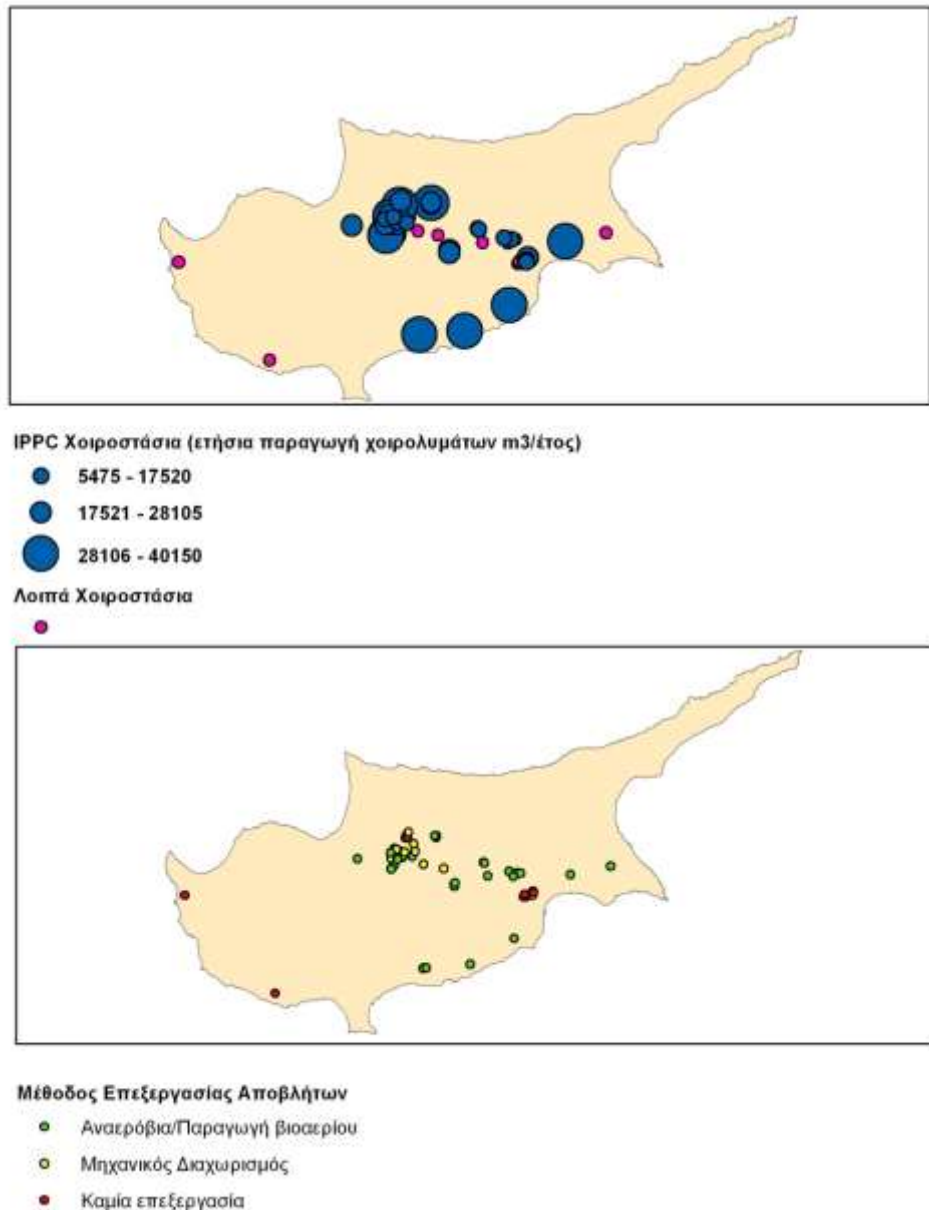 IPPC Χοιροστάσια (ετήσια παραγωγή χοιρολυμάτων m3/έτος)
5475 - 17520
17521 - 28105
28106 - 40150
Λοιπά Χοιροστάσια
Μέθοδος Επεξεργασίας Αποβλήτων
Αναερόβια/Παραγωγή βιοαερίου
Μηχανικός Διαχωρισμός
Καμία επεξεργασία